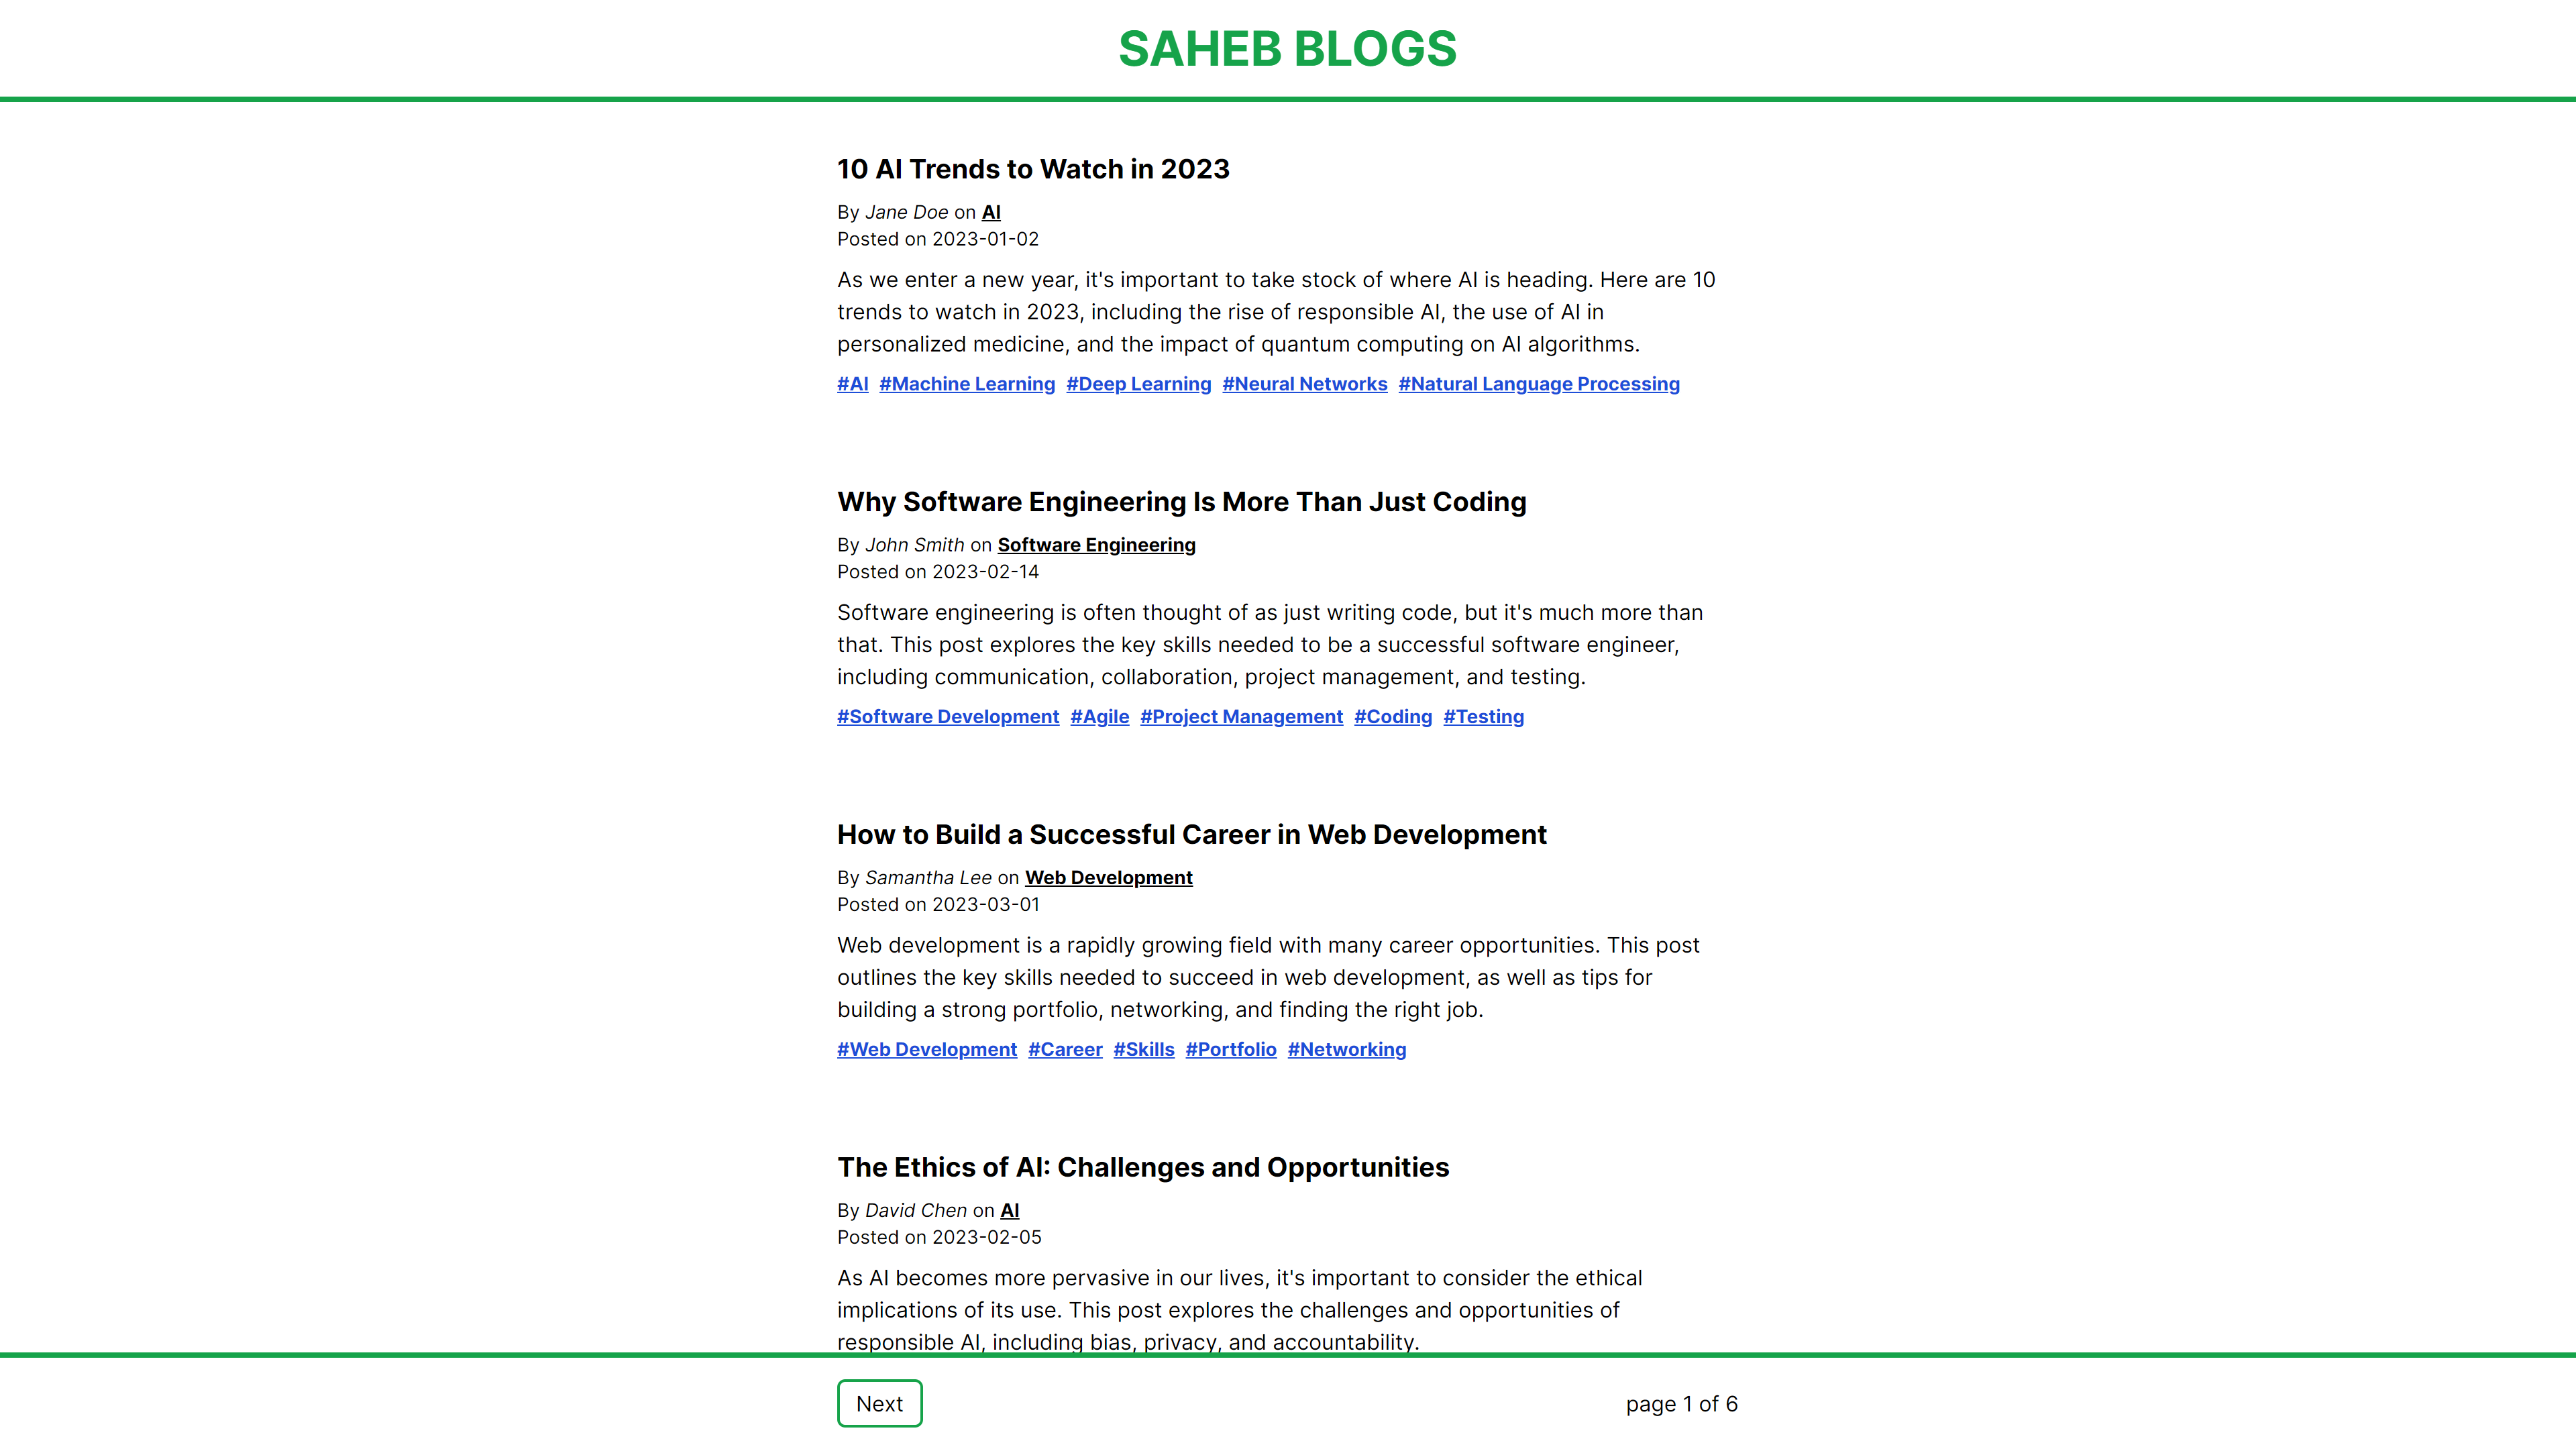 SAHEB BLOGS
10 AI Trends to Watch in 2023
By Jane Doe on AI
Posted on 2023-01-02
As we enter a new year, it's important to take stock of where AI is heading. Here are 10
trends to watch in 2023, including the rise of responsible AI, the use of AI in
personalized medicine, and the impact of quantum computing on AI algorithms.
#AI #Machine Learning #Deep Learning #Neural Networks #Natural Language Processing
Why Software Engineering Is More Than Just Coding
By John Smith on Software Engineering
Posted on 2023-02-14
Software engineering is often thought of as just writing code, but it's much more than
that. This post explores the key skills needed to be a successful software engineer,
including communication, collaboration, project management, and testing.
#Software Development #Agile #Project Management #Coding #Testing
How to Build a Successful Career in Web Development
By Samantha Lee on Web Development
Posted on 2023-03-01
Web development is a rapidly growing field with many career opportunities. This post
outlines the key skills needed to succeed in web development, as well as tips for
building a strong portfolio, networking, and finding the right job.
#Web Development #Career #Skills #Portfolio #Networking
The Ethics of AI: Challenges and Opportunities
By David Chen on AI
Posted on 2023-02-05
As AI becomes more pervasive in our lives, it's important to consider the ethical
implications of its use. This post explores the challenges and opportunities of
responsible AI, including bias, privacy, and accountability.
Next
page 1 of 6